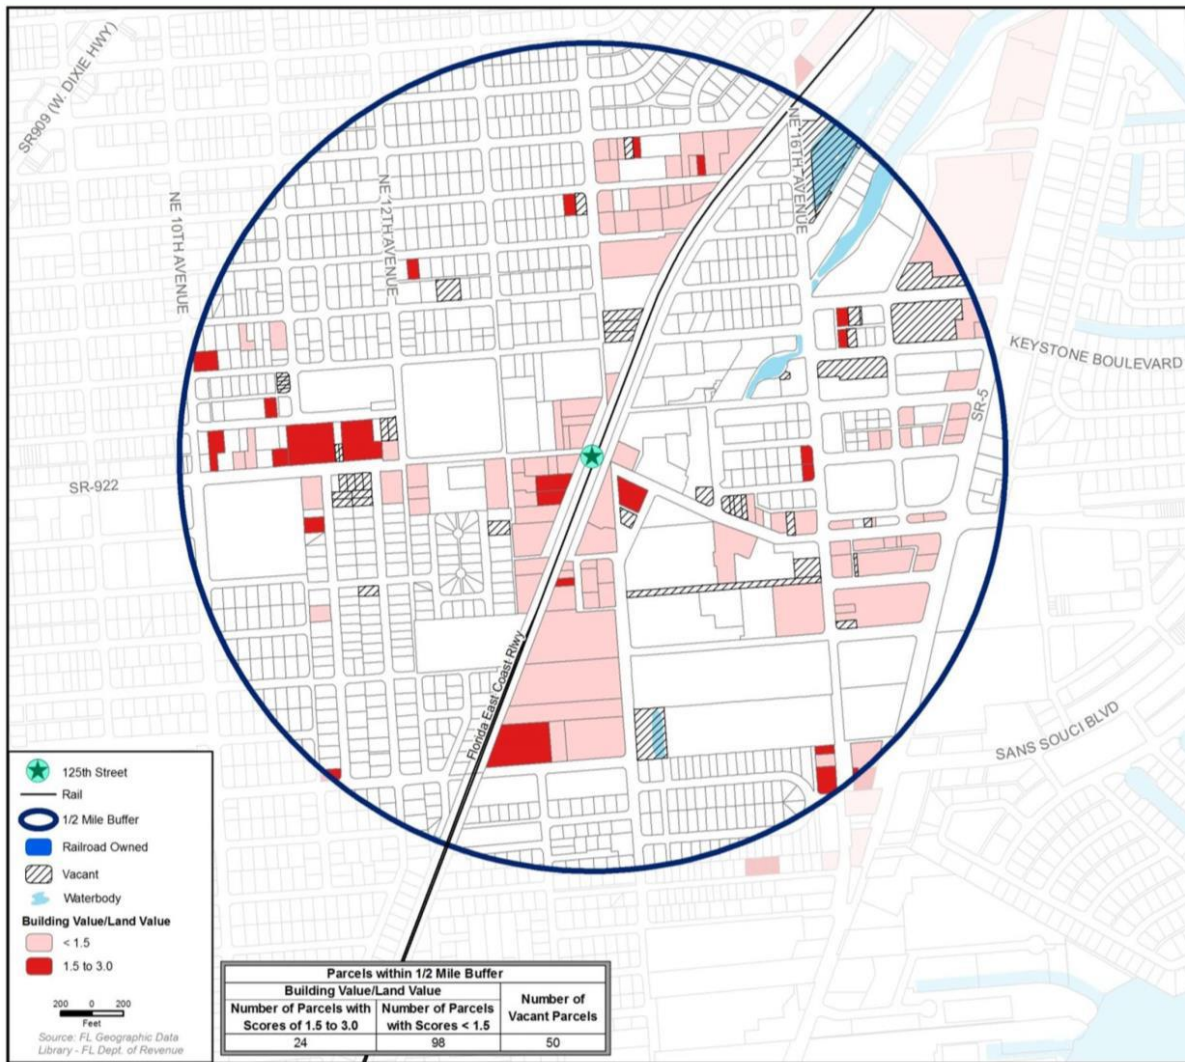 SR909 (W. DIXIE HWY)
NE 10TH AVENUE
NE 12TH AVENUE
NE 16TH AVENUE
KEYSTONE BOULEVARD
SR-5
SR-922
Florida East Coast Rlwy
SANS SOUCI BLVD
125th Street
Rail
1/2 Mile Buffer
Railroad Owned
Vacant
Waterbody
Building Value/Land Value
< 1.5
1.5 to 3.0
200 0 200
Feet
Source: FL Geographic Data
Library - FL Dept. of Revenue
Parcels within 1/2 Mile Buffer
Building Value/Land Value
Number of Parcels with
Scores of 1.5 to 3.0
Number of Parcels
with Scores < 1.5
Number of
Vacant Parcels
24 98 50